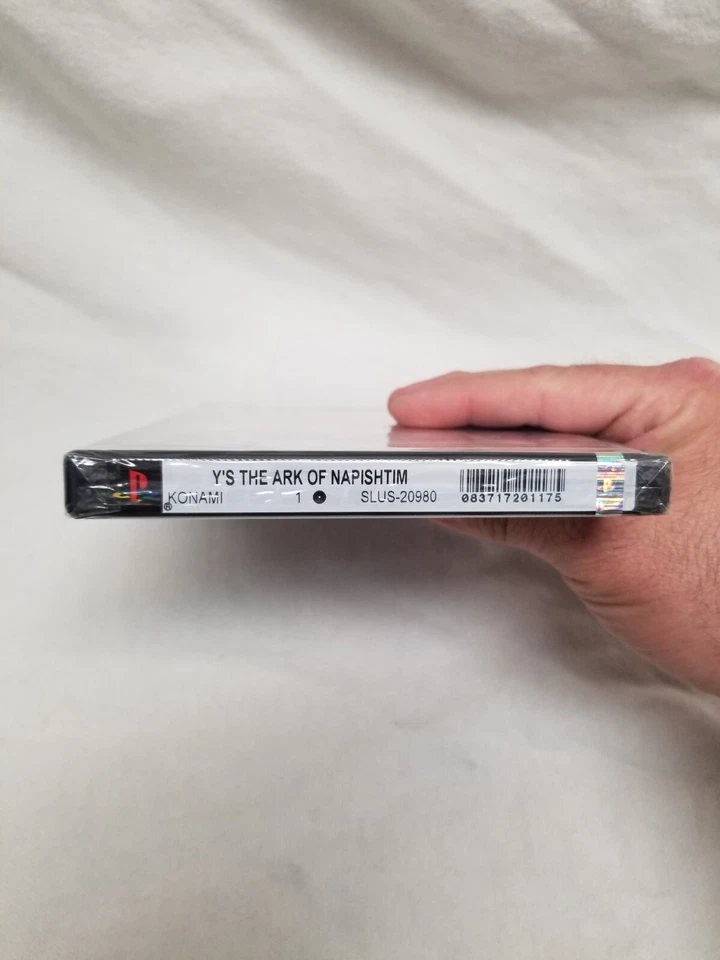 Y'S THE ARK OF NAPISHTIM
® KONAMI 1 SLUS-20980
083717201175